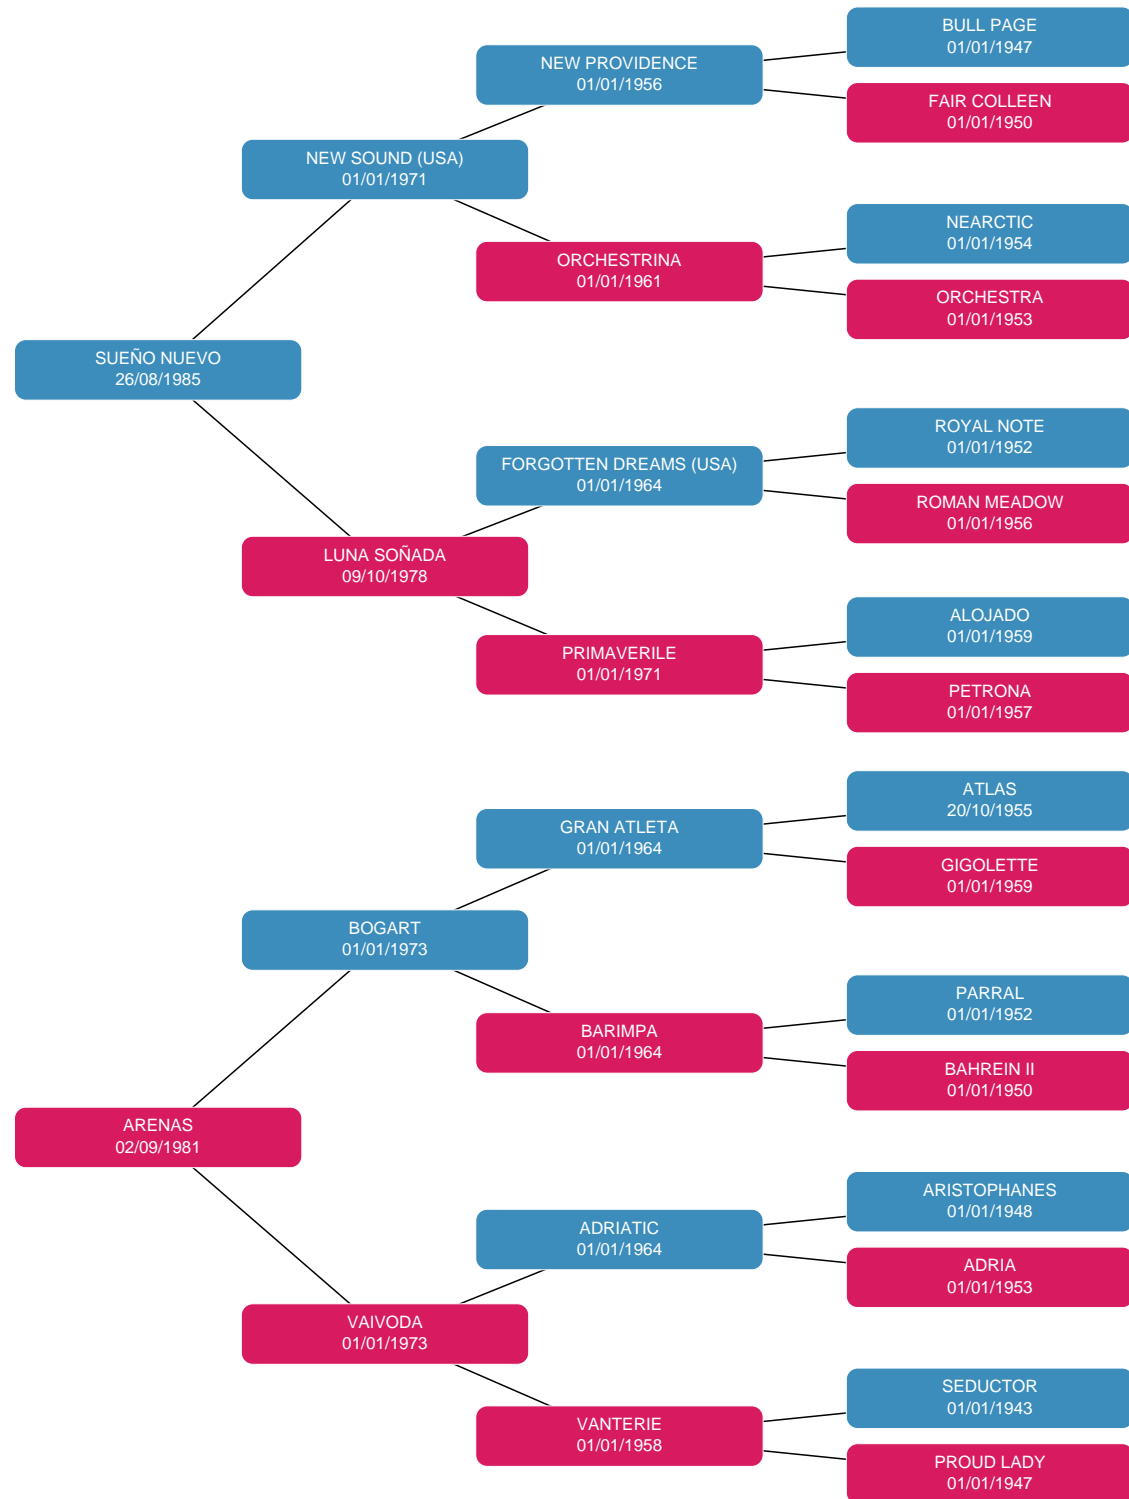 BULL PAGE
01/01/1947
NEW PROVIDENCE
01/01/1956
FAIR COLLEEN
01/01/1950
NEW SOUND (USA)
01/01/1971
NEARCTIC
01/01/1954
ORCHESTRINA
01/01/1961
ORCHESTRA
01/01/1953
SUEÑO NUEVO
26/08/1985
ROYAL NOTE
01/01/1952
FORGOTTEN DREAMS (USA)
01/01/1964
ROMAN MEADOW
01/01/1956
LUNA SOÑADA
09/10/1978
ALOJADO
01/01/1959
PRIMAVERILE
01/01/1971
PETRONA
01/01/1957
ATLAS
20/10/1955
GRAN ATLETA
01/01/1964
GIGOLETTE
01/01/1959
BOGART
01/01/1973
PARRAL
01/01/1952
BARIMPA
01/01/1964
BAHREIN II
01/01/1950
ARENAS
02/09/1981
ARISTOPHANES
01/01/1948
ADRIATIC
01/01/1964
ADRIA
01/01/1953
VAIVODA
01/01/1973
SEDUCTOR
01/01/1943
VANTERIE
01/01/1958
PROUD LADY
01/01/1947